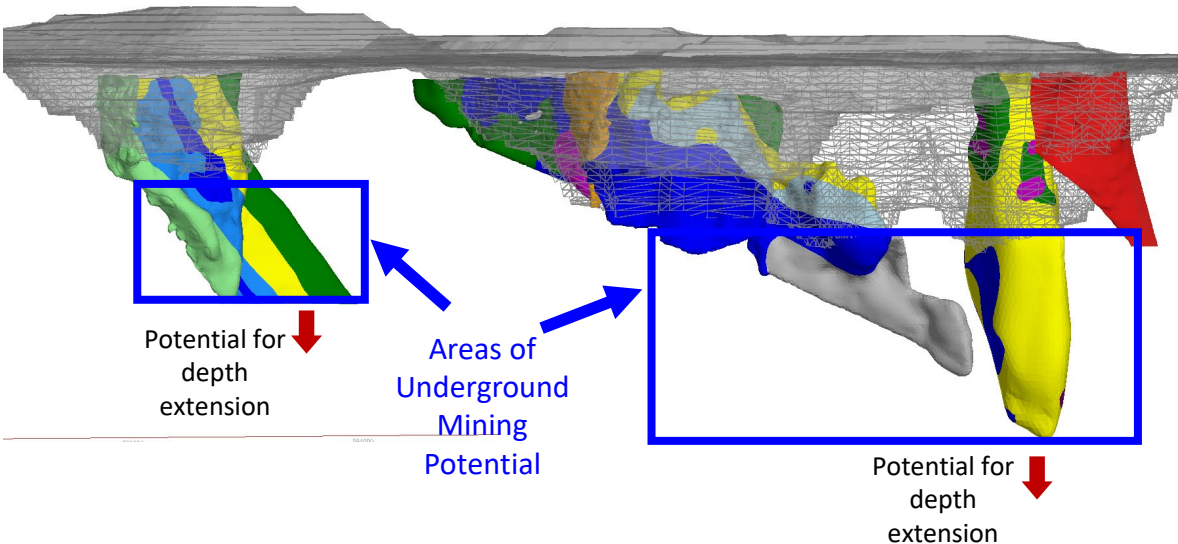 Potential for
depth
extension
Areas of
Underground
Mining
Potential
Potential for
depth
extension